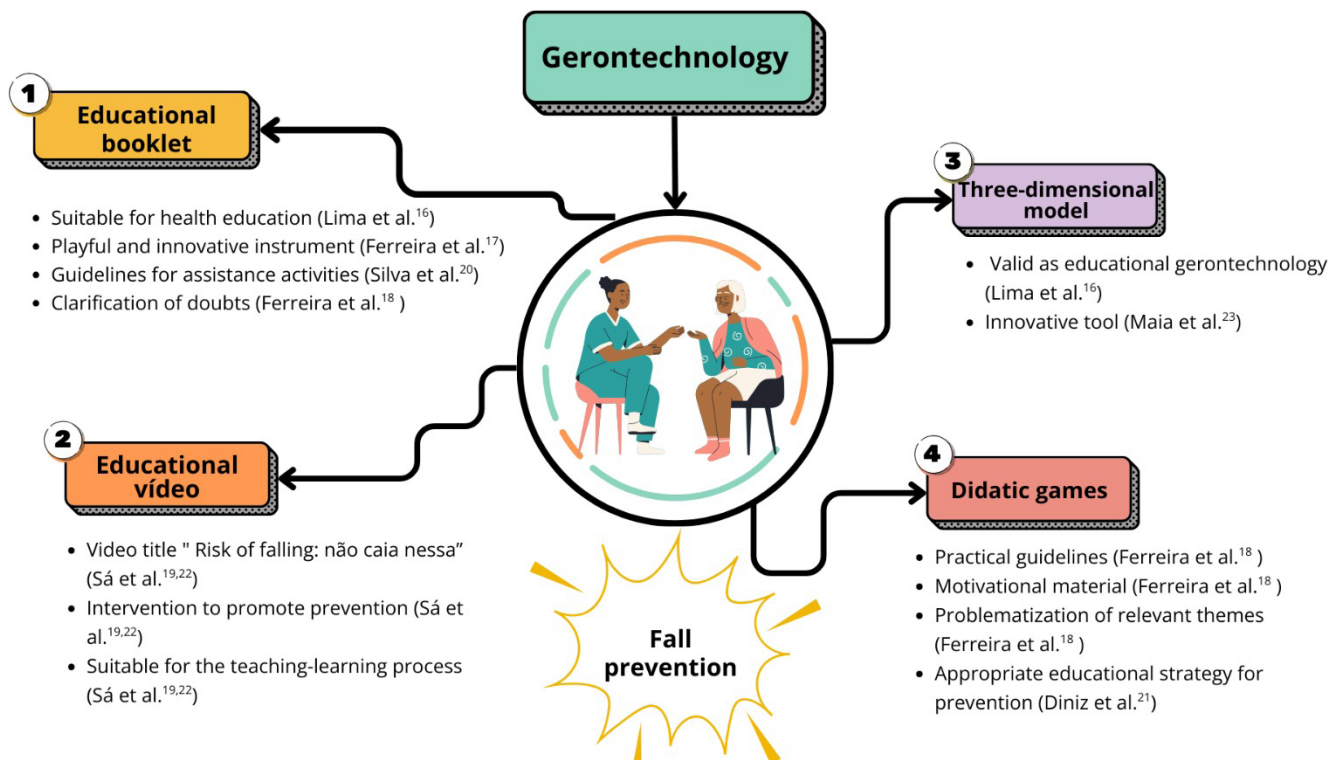 Gerontechnology
1
Educational
booklet
• Suitable for health education (Lima et al.16)
• Playful and innovative instrument (Ferreira et al.17)
• Guidelines for assistance activities (Silva et al.20)
• Clarification of doubts (Ferreira et al.18 )
2
Educational
vídeo
• Video title " Risk of falling: não caia nessa”
(Sá et al.19,22)
• Intervention to promote prevention (Sá et
al.19,22)
• Suitable for the teaching-learning process
(Sá et al.19,22)
3
Three-dimensional
model
• Valid as educational gerontechnology
(Lima et al.16)
• Innovative tool (Maia et al.23)
4
Didatic games
• Practical guidelines (Ferreira et al.18 )
• Motivational material (Ferreira et al.18 )
• Problematization of relevant themes
(Ferreira et al.18 )
• Appropriate educational strategy for
prevention (Diniz et al.21)
Fall
prevention